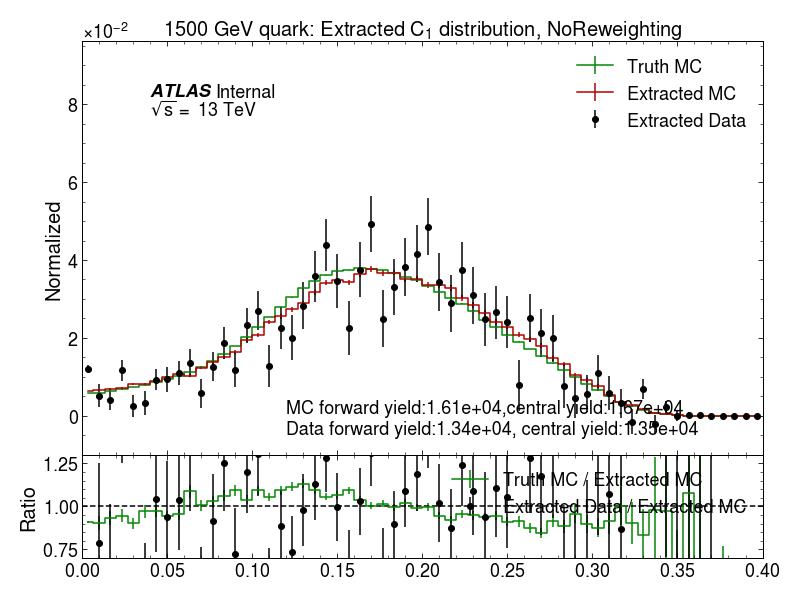 ×10⁻²
1500 GeV quark: Extracted C₁ distribution, NoReweighting
ATLAS Internal
√s = 13 TeV
Truth MC
Extracted MC
Extracted Data
Normalized
8
6
4
2
0
MC forward yield:1.61e+04,central yield:1.67e+04
Data forward yield:1.34e+04, central yield:1.35e+04
Ratio
1.25
1.00
0.75
Truth MC / Extracted MC
Extracted Data / Extracted MC
0.00 0.05 0.10 0.15 0.20 0.25 0.30 0.35 0.40